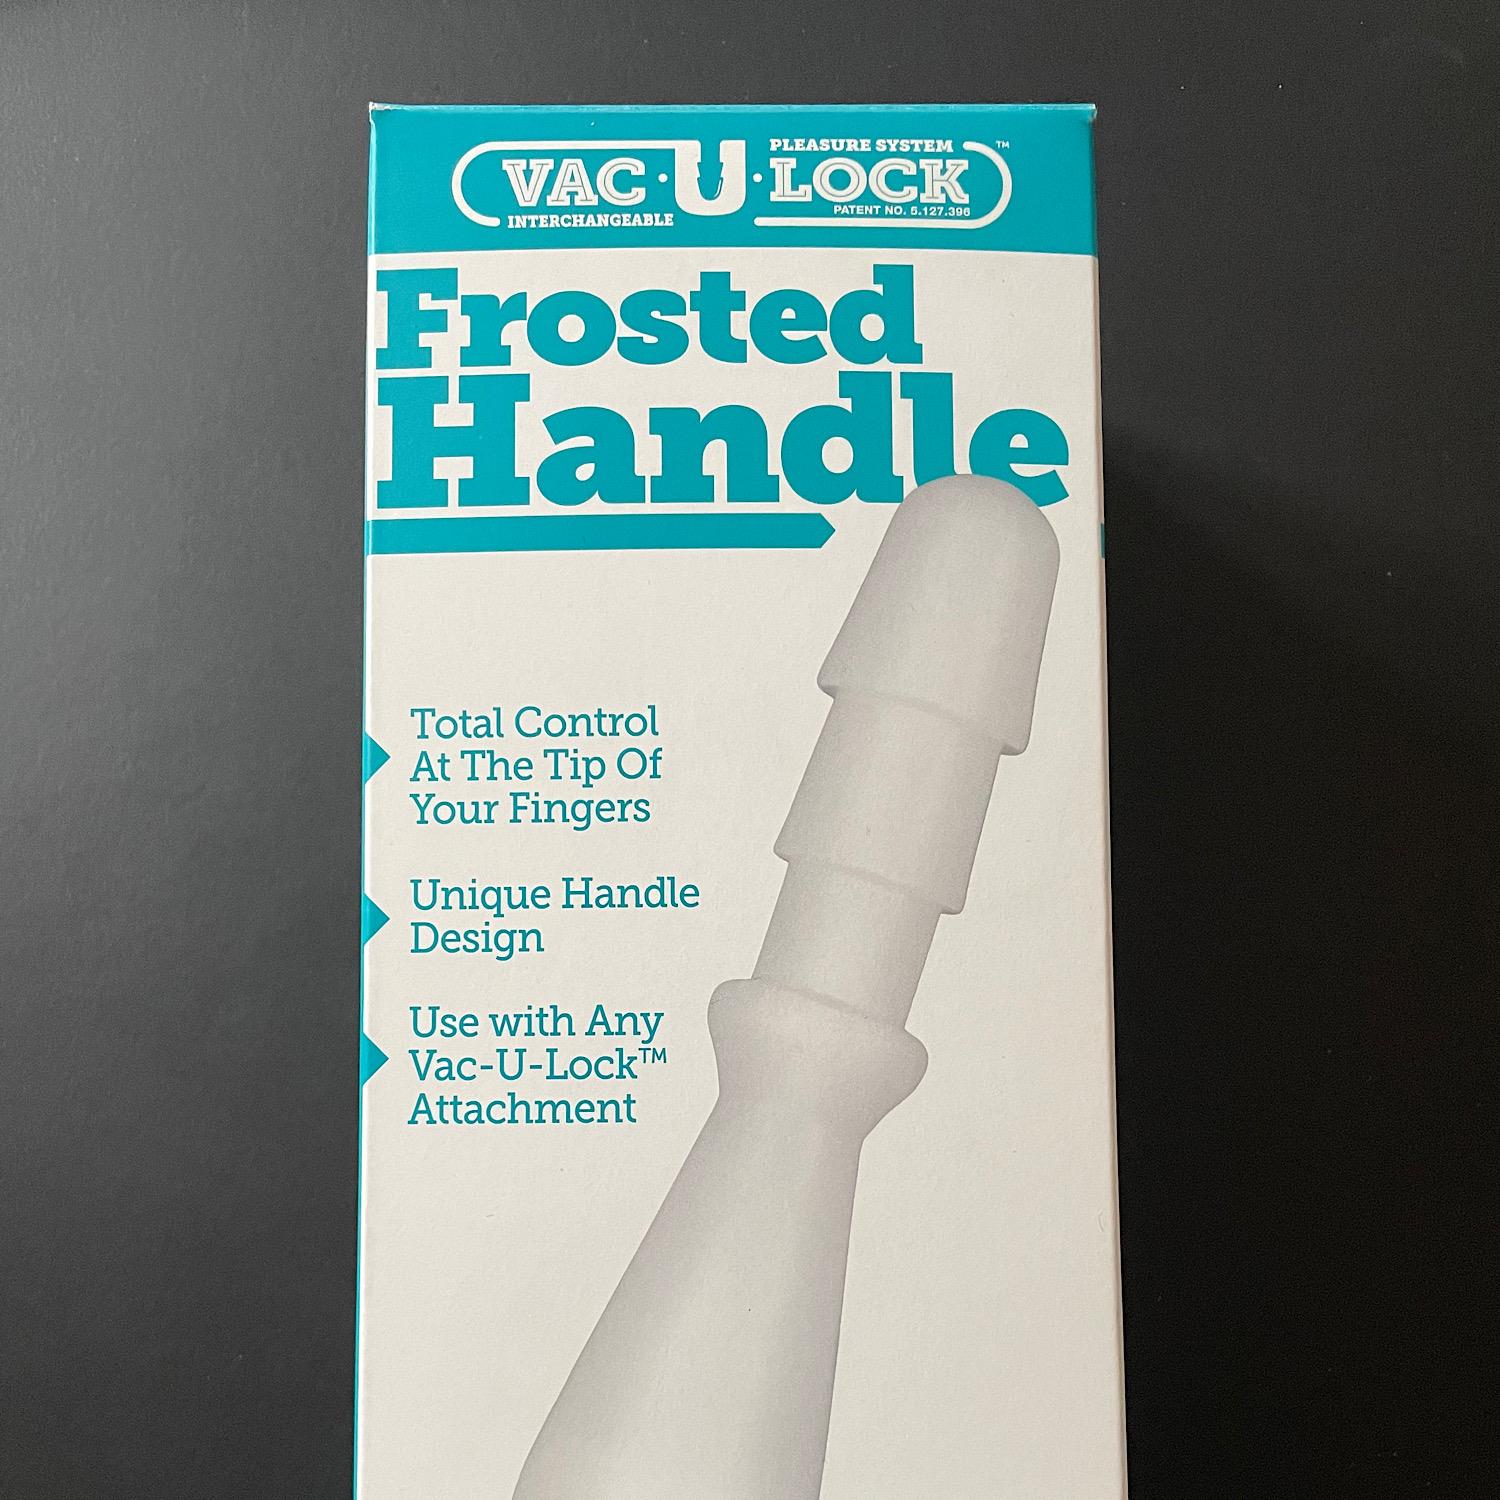 VAC·U·LOCK
PLEASURE SYSTEM ™
INTERCHANGEABLE
PATENT NO. 5.127.396
Frosted
Handle
Total Control
At The Tip Of
Your Fingers
Unique Handle
Design
Use with Any
Vac-U-Lock™
Attachment